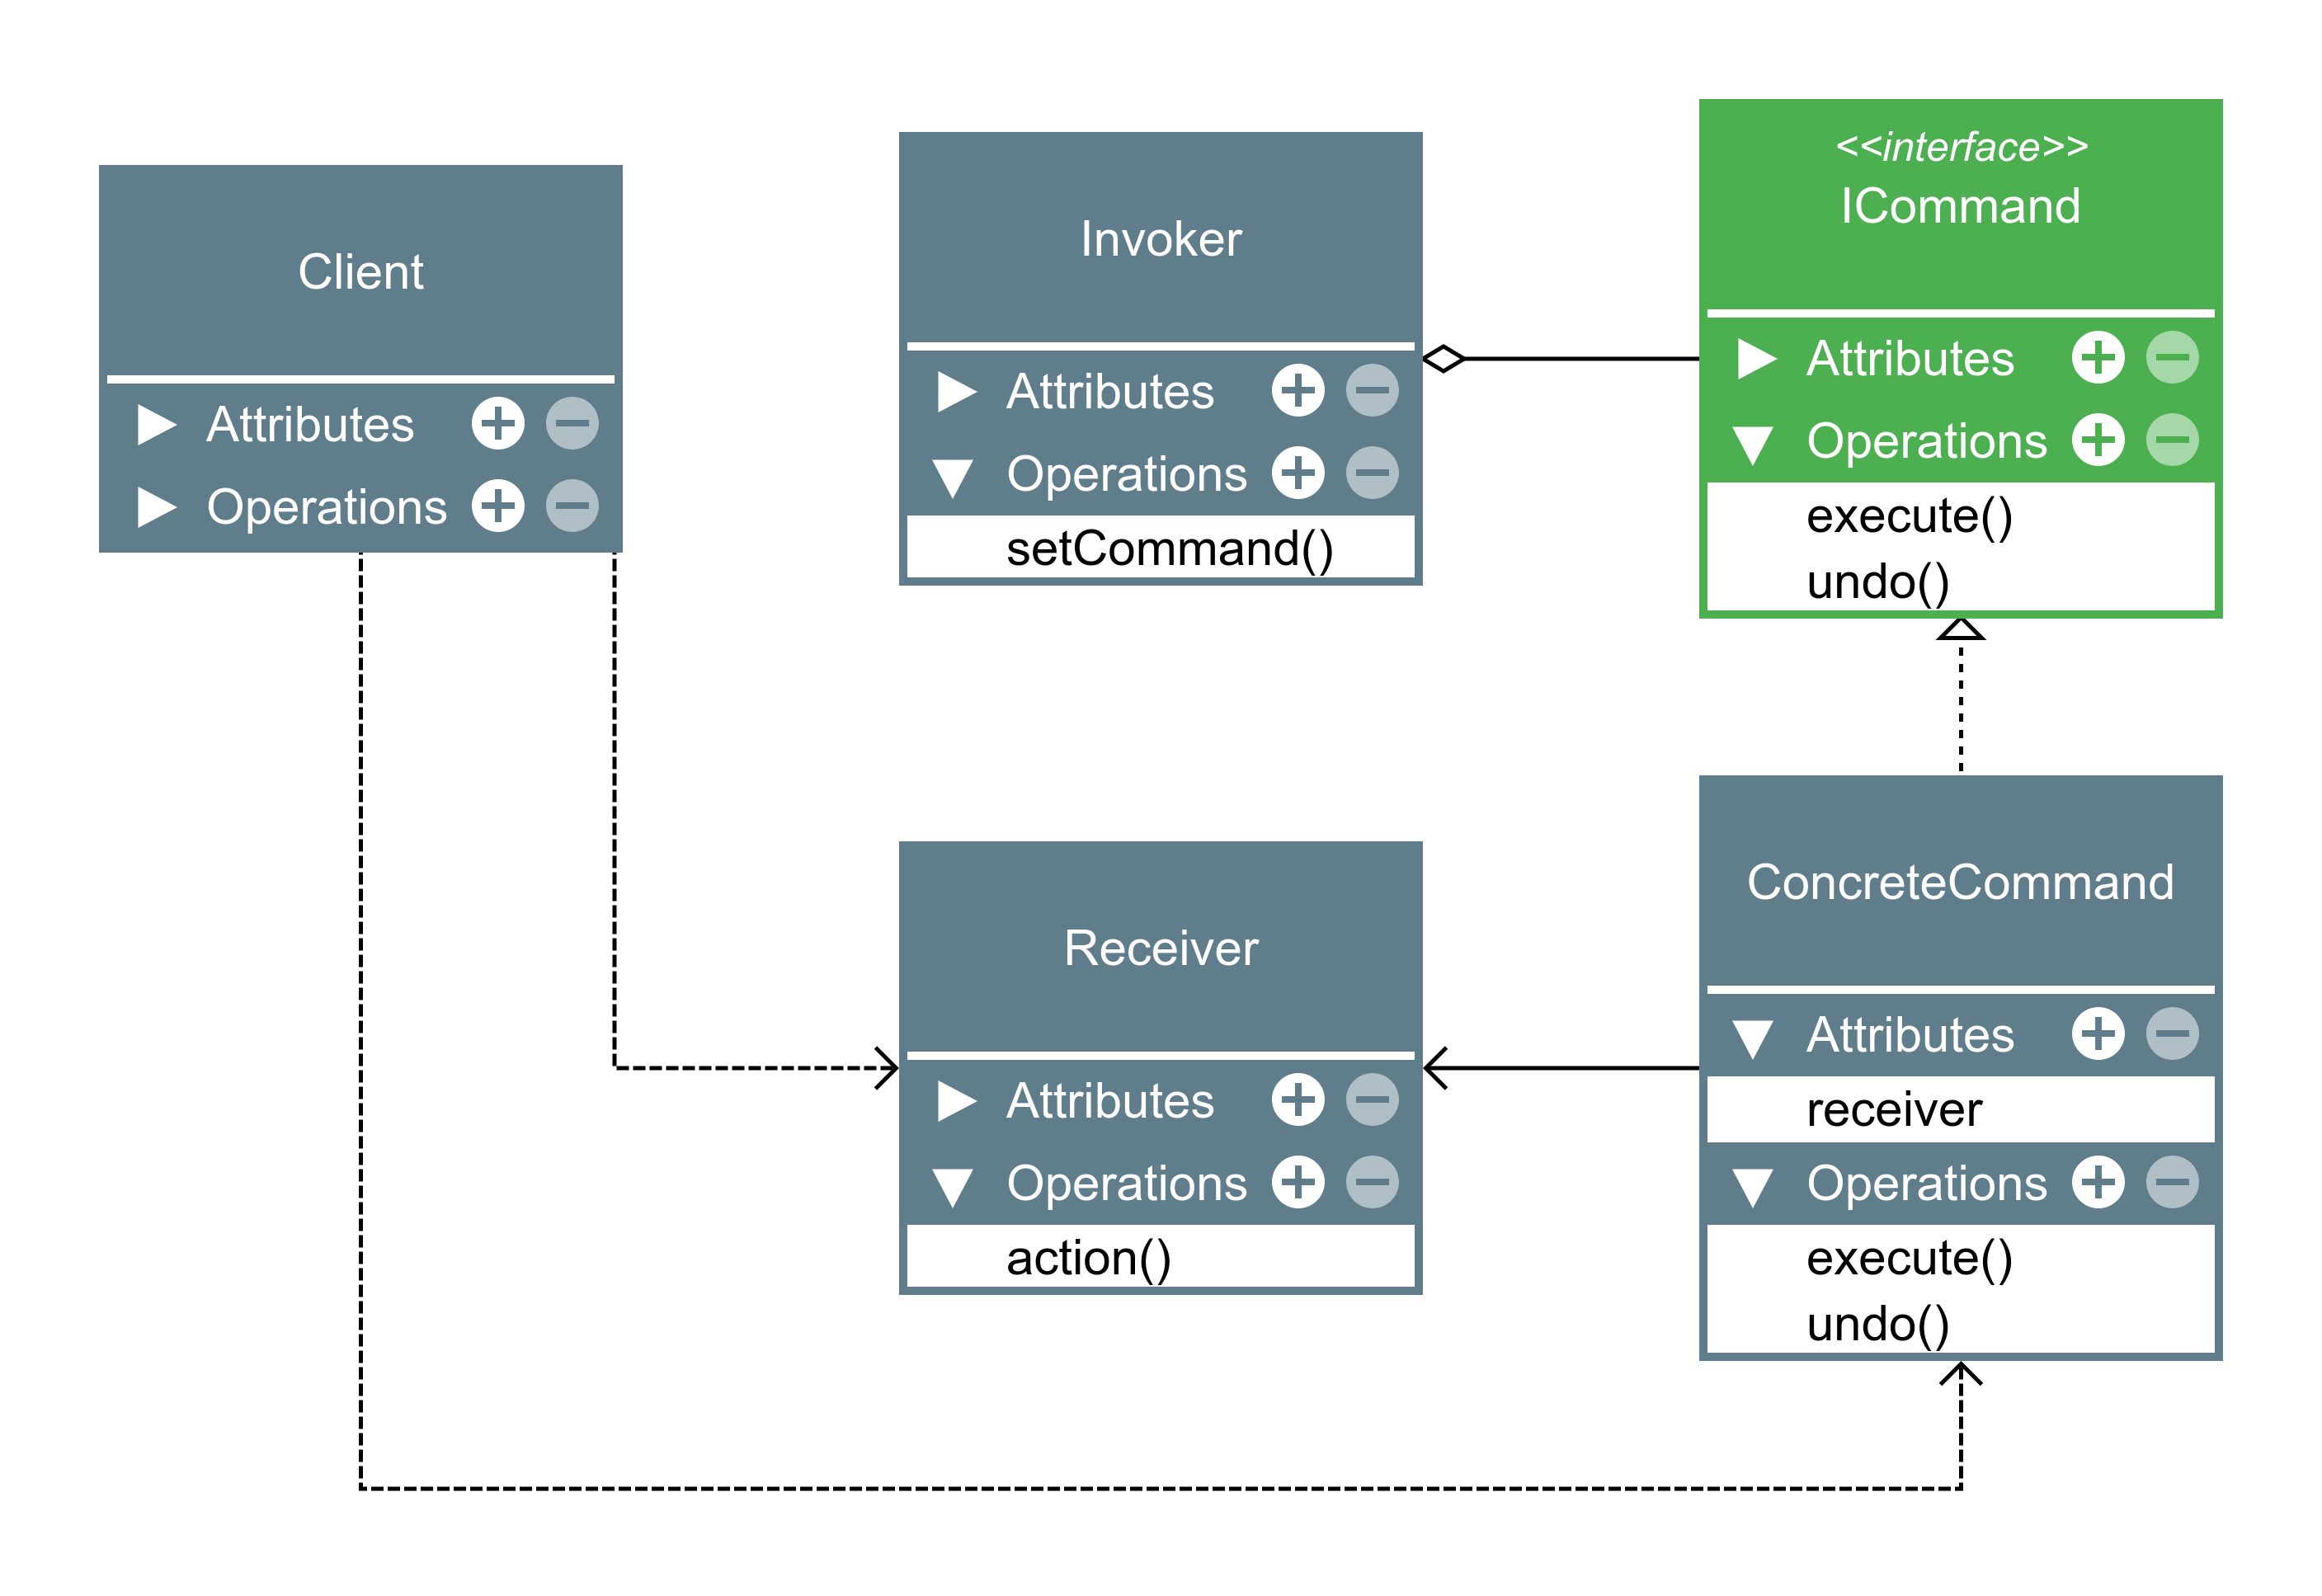 Client
Attributes
Operations
Invoker
Attributes
Operations
setCommand()
<<interface>>
ICommand
Attributes
Operations
execute()
undo()
Receiver
Attributes
Operations
action()
ConcreteCommand
Attributes
receiver
Operations
execute()
undo()